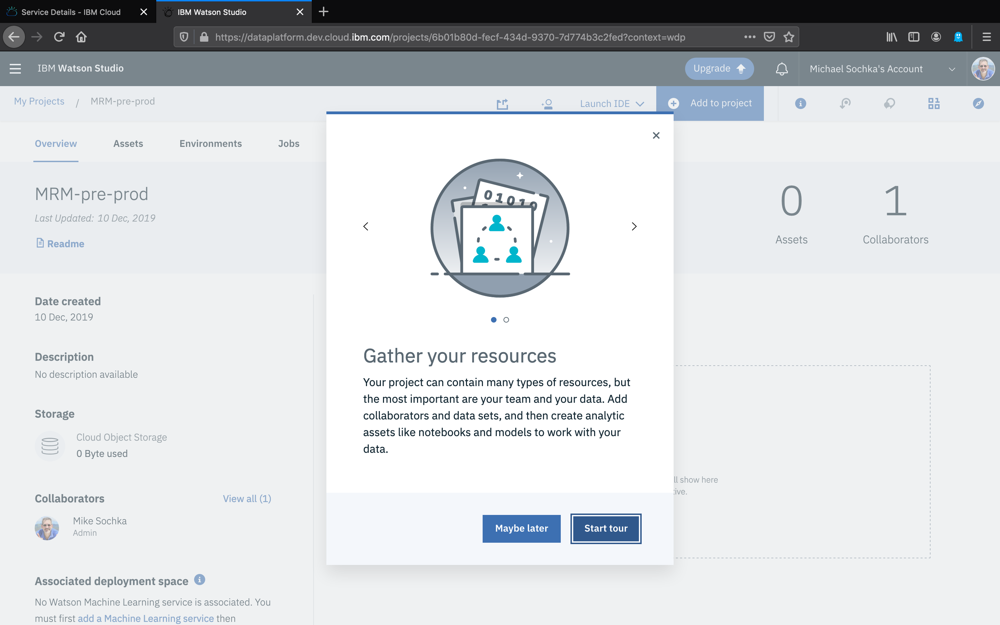 Service Details - IBM Cloud
IBM Watson Studio
https://dataplatform.dev.cloud.ibm.com/projects/6b01b80d-fecf-434d-9370-7d774b3c2fed?context=wdp
IBM Watson Studio
Upgrade
Michael Sochka's Account
My Projects / MRM-pre-prod
Launch IDE
Add to project
Overview
Assets
Environments
Jobs
MRM-pre-prod
Last Updated: 10 Dec, 2019
Readme
0
Assets
1
Collaborators
Date created
10 Dec, 2019
Description
No description available
Storage
Cloud Object Storage
0 Byte used
Collaborators
View all (1)
Mike Sochka
Admin
Associated deployment space
No Watson Machine Learning service is associated. You
must first add a Machine Learning service then
01010
Gather your resources
Your project can contain many types of resources, but
the most important are your team and your data. Add
collaborators and data sets, and then create analytic
assets like notebooks and models to work with your
data.
Maybe later
Start tour
show here